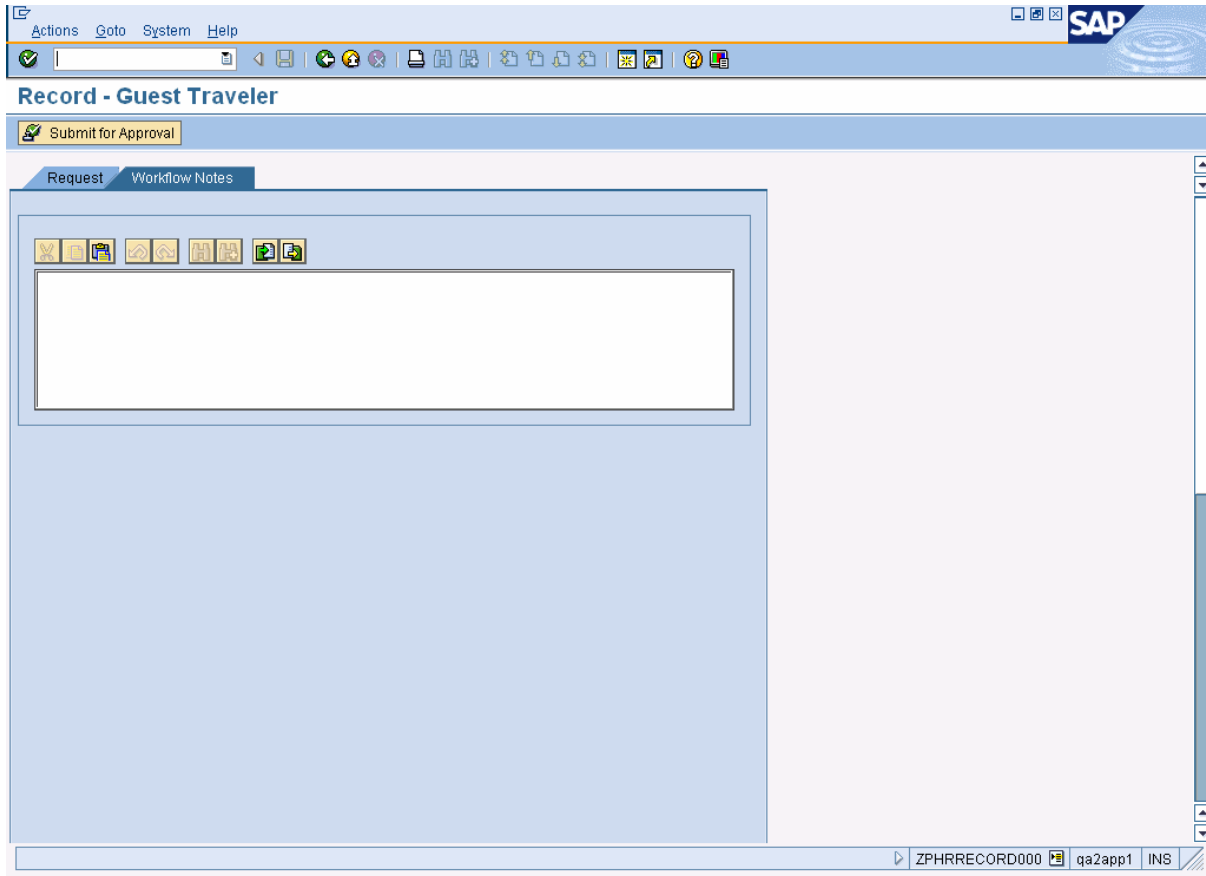 Actions Goto System Help
SAP
Record - Guest Traveler
Submit for Approval
Request Workflow Notes
ZPHRRECORD000 qa2app1 INS